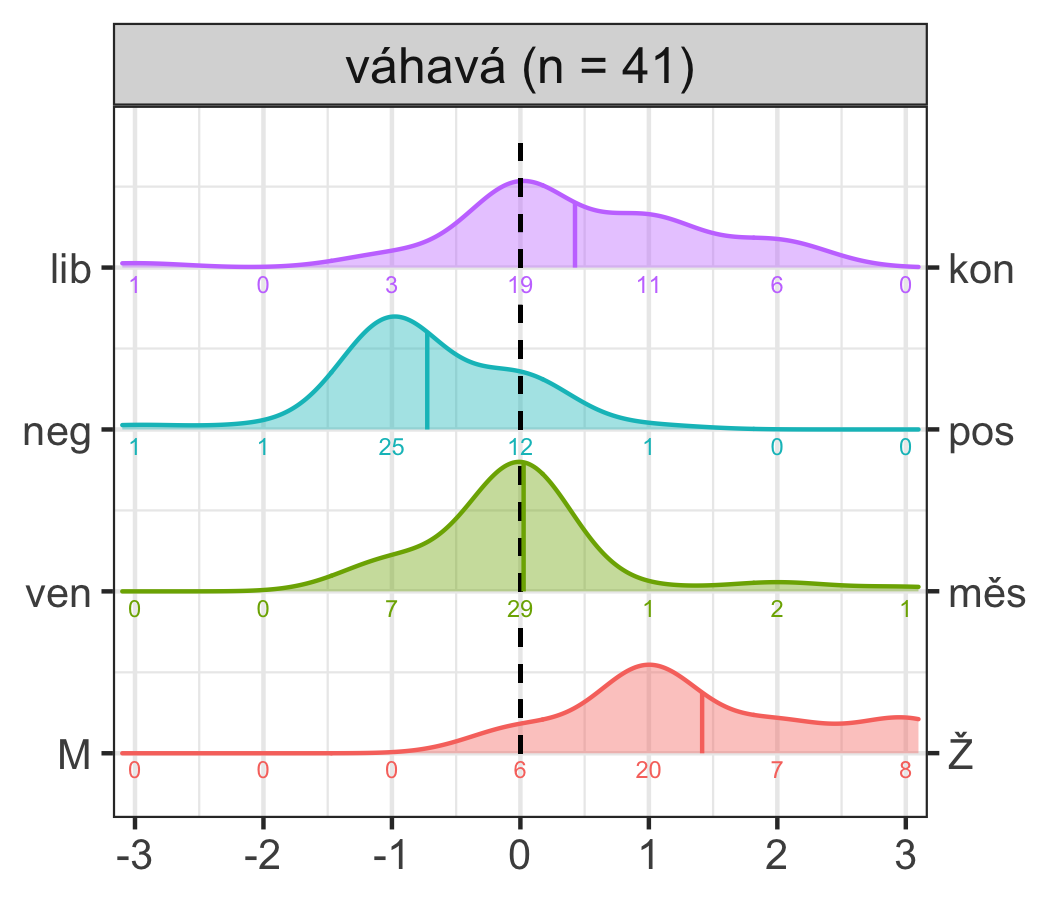 váhavá (n = 41)
lib kon
1 0 3 19 11 6 0
neg pos
1 1 25 12 1 0 0
ven měs
0 0 7 29 1 2 1
M Ž
0 0 0 6 20 7 8
-3 -2 -1 0 1 2 3